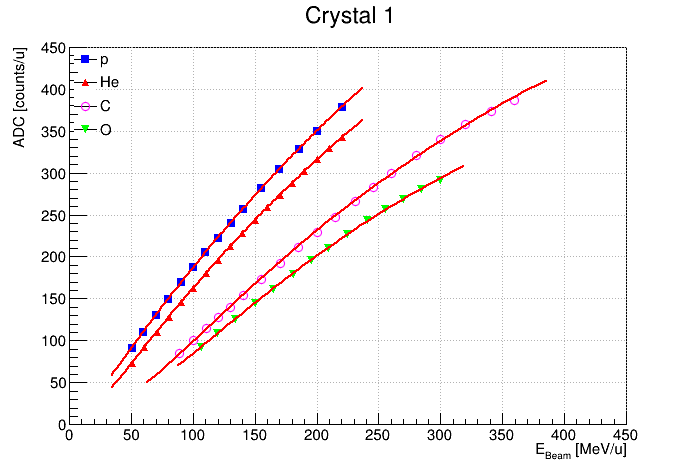 Crystal 1
ADC [counts/u]
450
400
350
300
250
200
150
100
50
0
p
He
C
O
0 50 100 150 200 250 300 350 400 450
E_Beam [MeV/u]